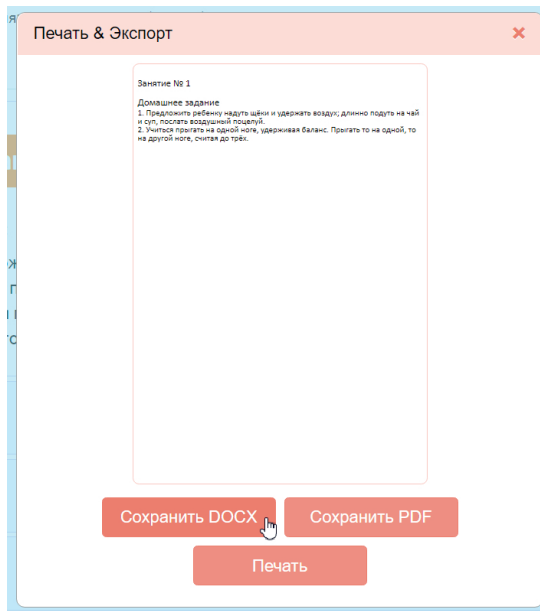 Печать & Экспорт
Занятие № 1
Домашнее задание
1. Предложить ребенку надуть щёки и удержать воздух; длинно подуть на чай
и суп, послать воздушный поцелуй.
2. Учиться прыгать на одной ноге, удерживая баланс. Прыгать то на одной, то
на другой ноге, считая до трёх.
Сохранить DOCX
Сохранить PDF
Печать